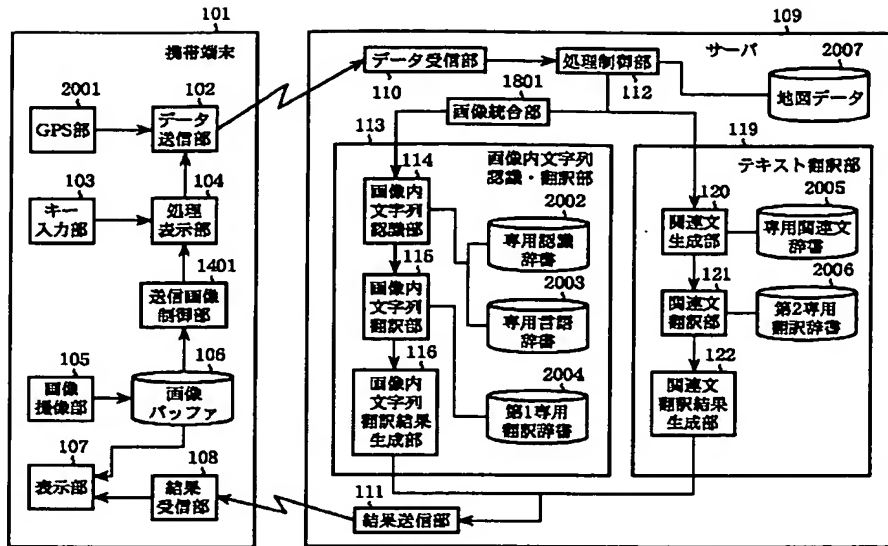 101
携帯端末
2001
GPS部
102
データ
送信部
103
キー
入力部
104
処理
表示部
1401
送信画像
制御部
105
画像
撮像部
106
画像
バッファ
107
表示部
108
結果
受信部
109
サーバ
データ受信部
110
処理制御部
112
2007
地図データ
1801
画像統合部
113
画像内文字列
認識・翻訳部
114
画像内
文字列
認識部
2002
専用認識
辞書
115
画像内
文字列
翻訳部
2003
専用言語
辞書
116
画像内
文字列
翻訳結果
生成部
2004
第1専用
翻訳辞書
119
テキスト翻訳部
120
関連文
生成部
2005
専用関連文
辞書
121
関連文
翻訳部
2006
第2専用
翻訳辞書
122
関連文
翻訳結果
生成部
111
結果送信部